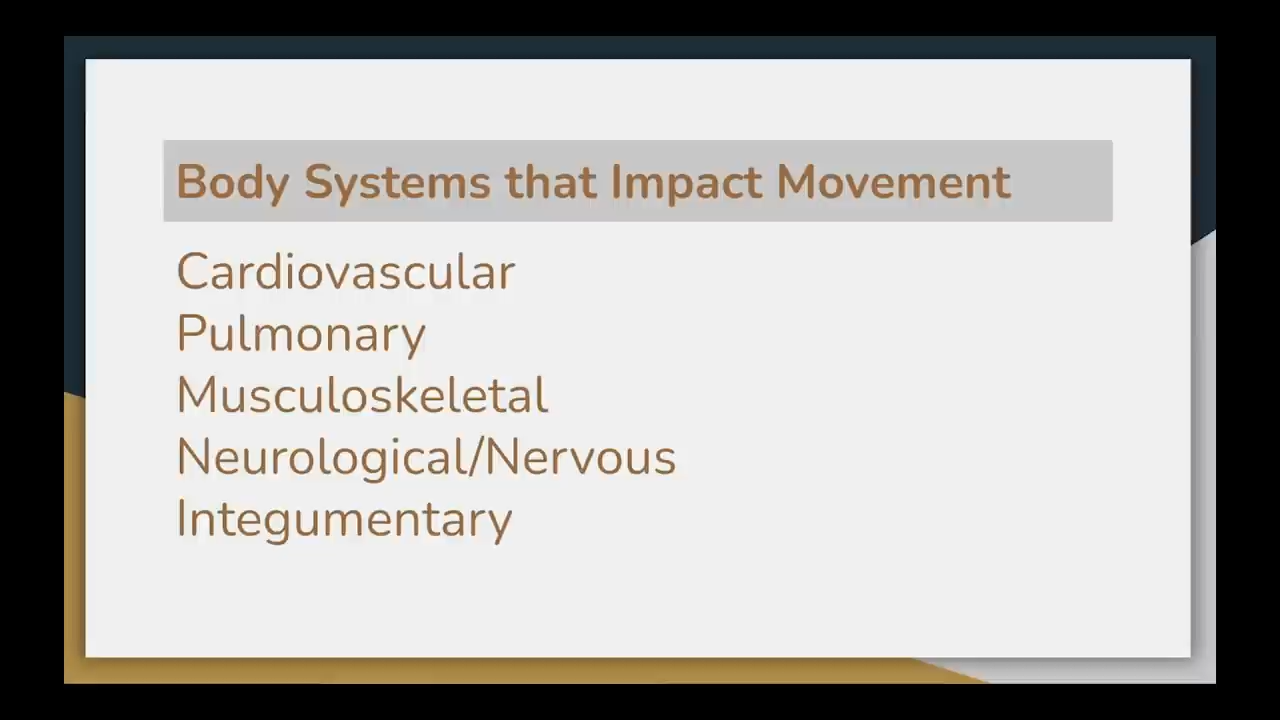 Body Systems that Impact Movement
Cardiovascular
Pulmonary
Musculoskeletal
Neurological/Nervous
Integumentary